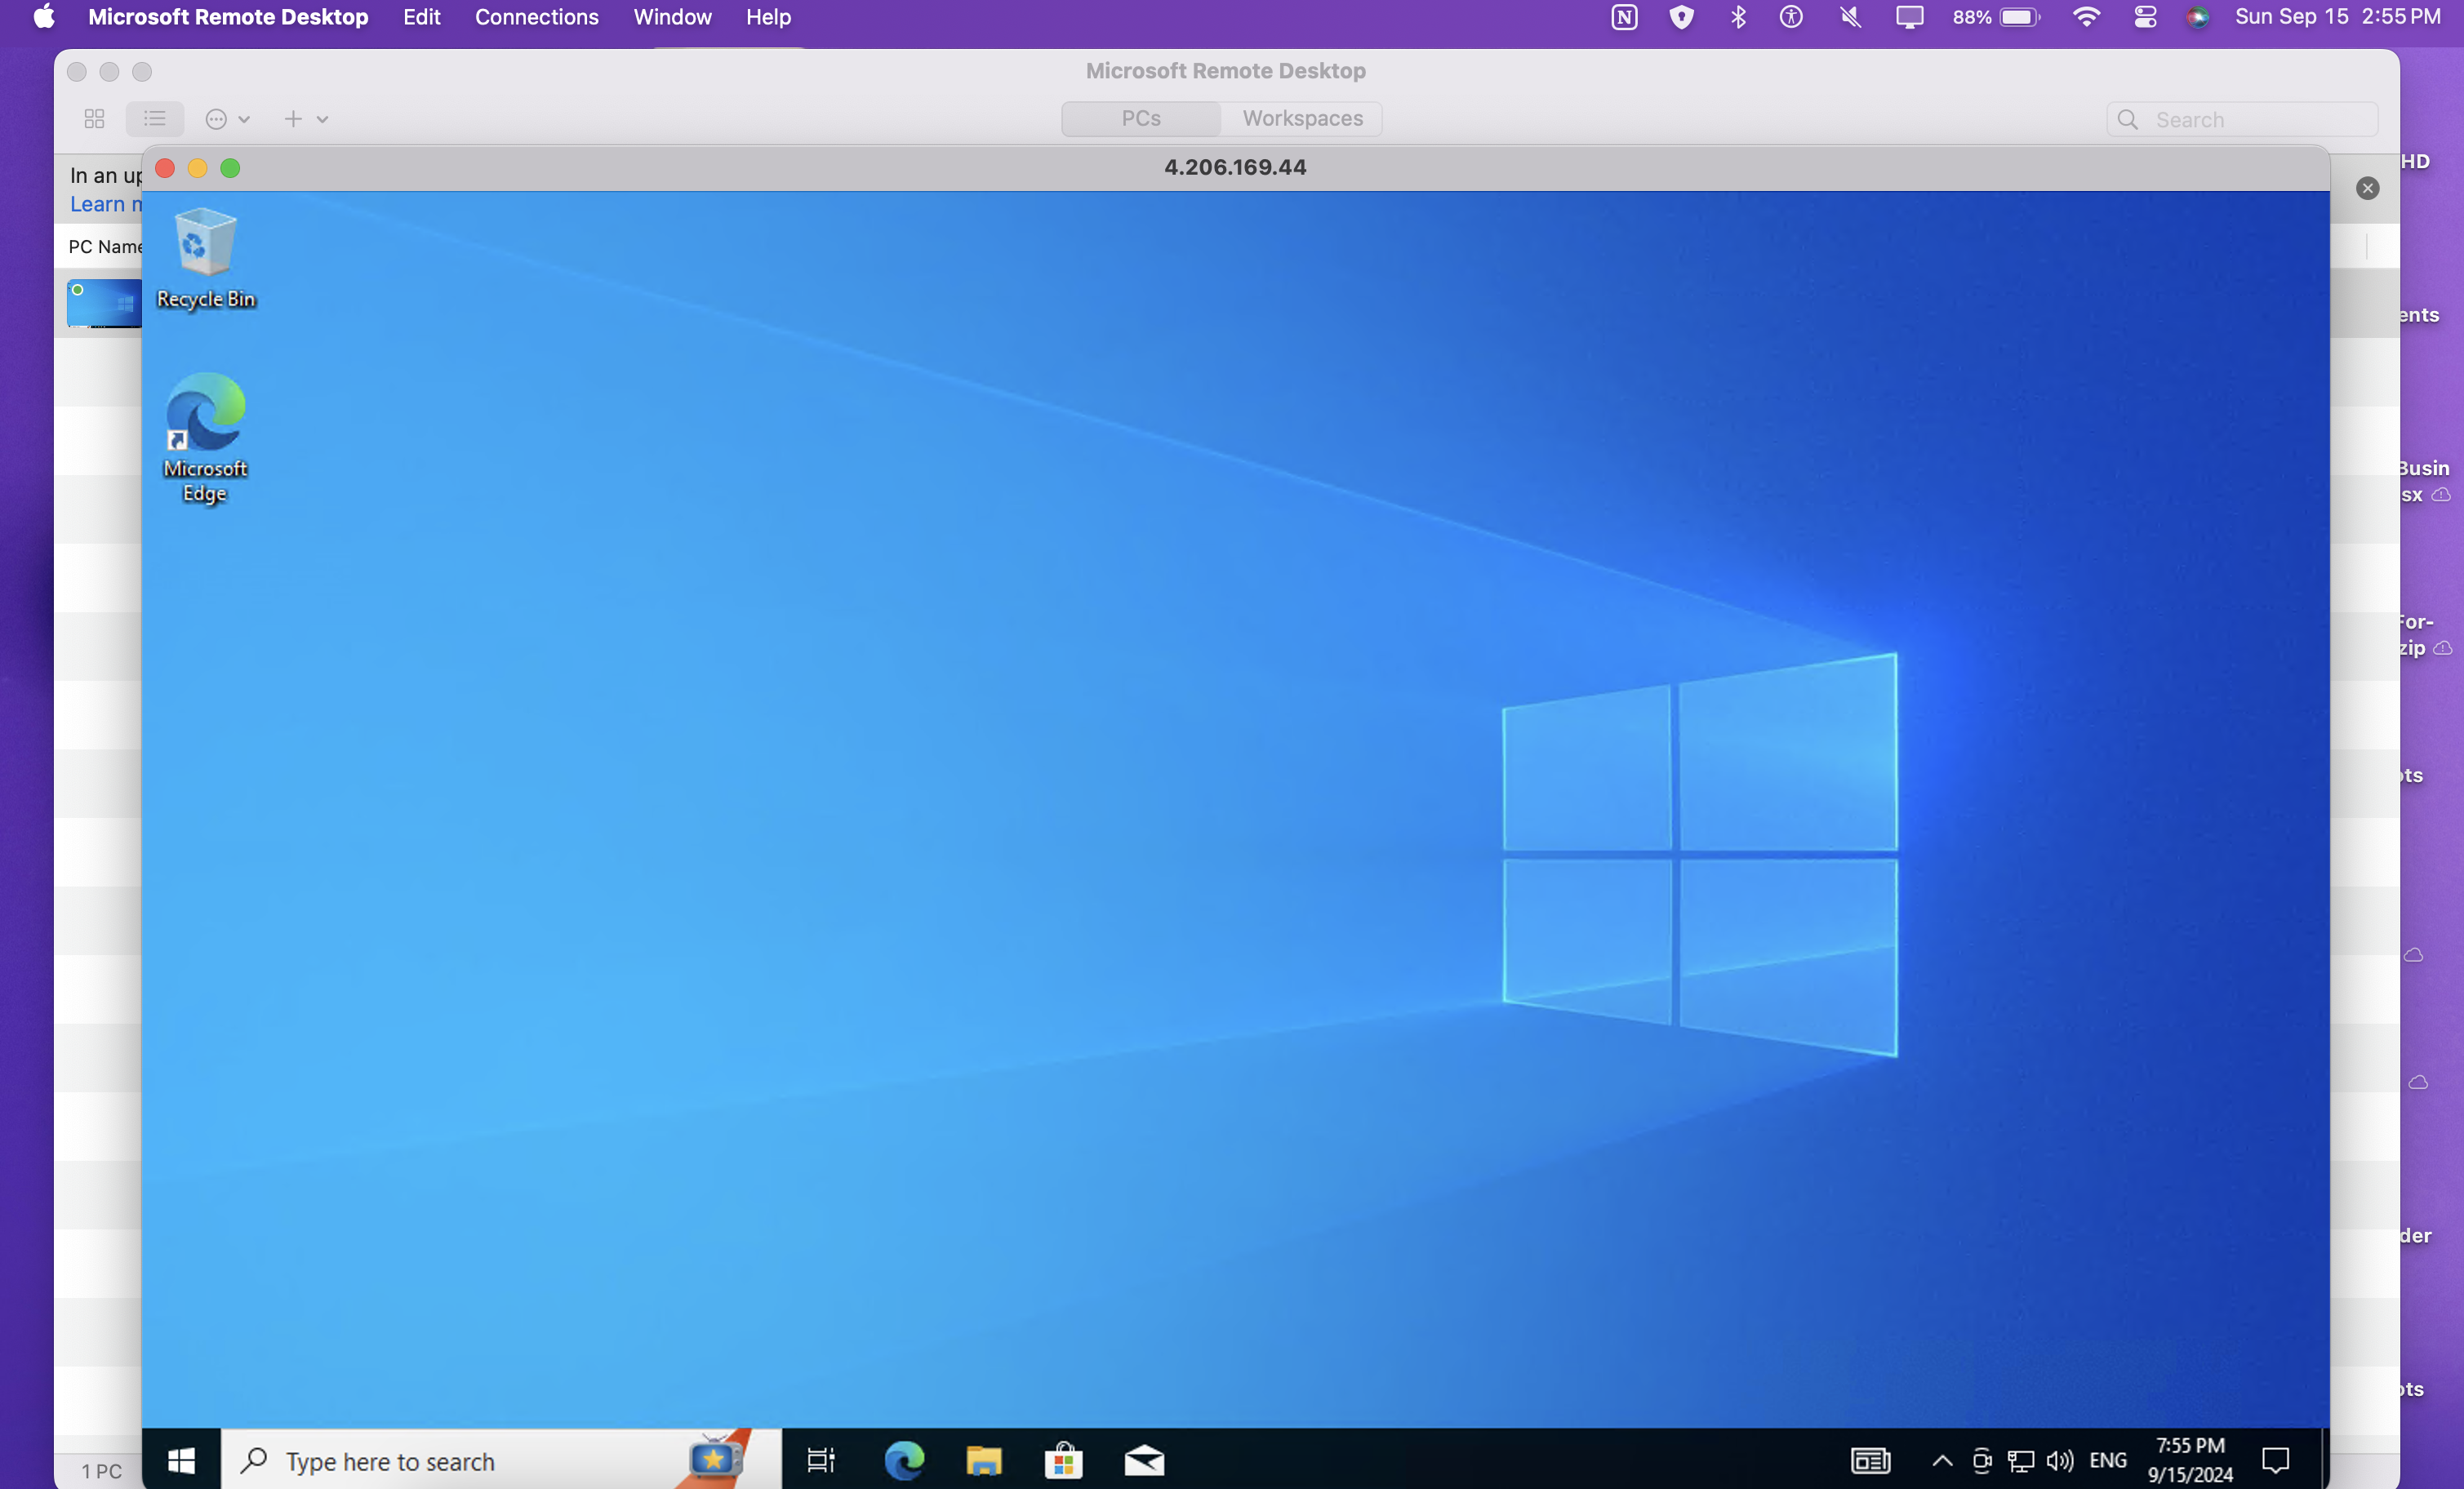 Microsoft Remote Desktop Edit Connections Window Help
N 88% Sun Sep 15 2:55 PM
Microsoft Remote Desktop
PCs Workspaces Search
4.206.169.44
In an up
Learn
PC Name
Recycle Bin
Microsoft
Edge
HD
ents
Busin
sx
For-
zip
ots
der
ots
1 PC
Type here to search
ENG
7:55 PM
9/15/2024